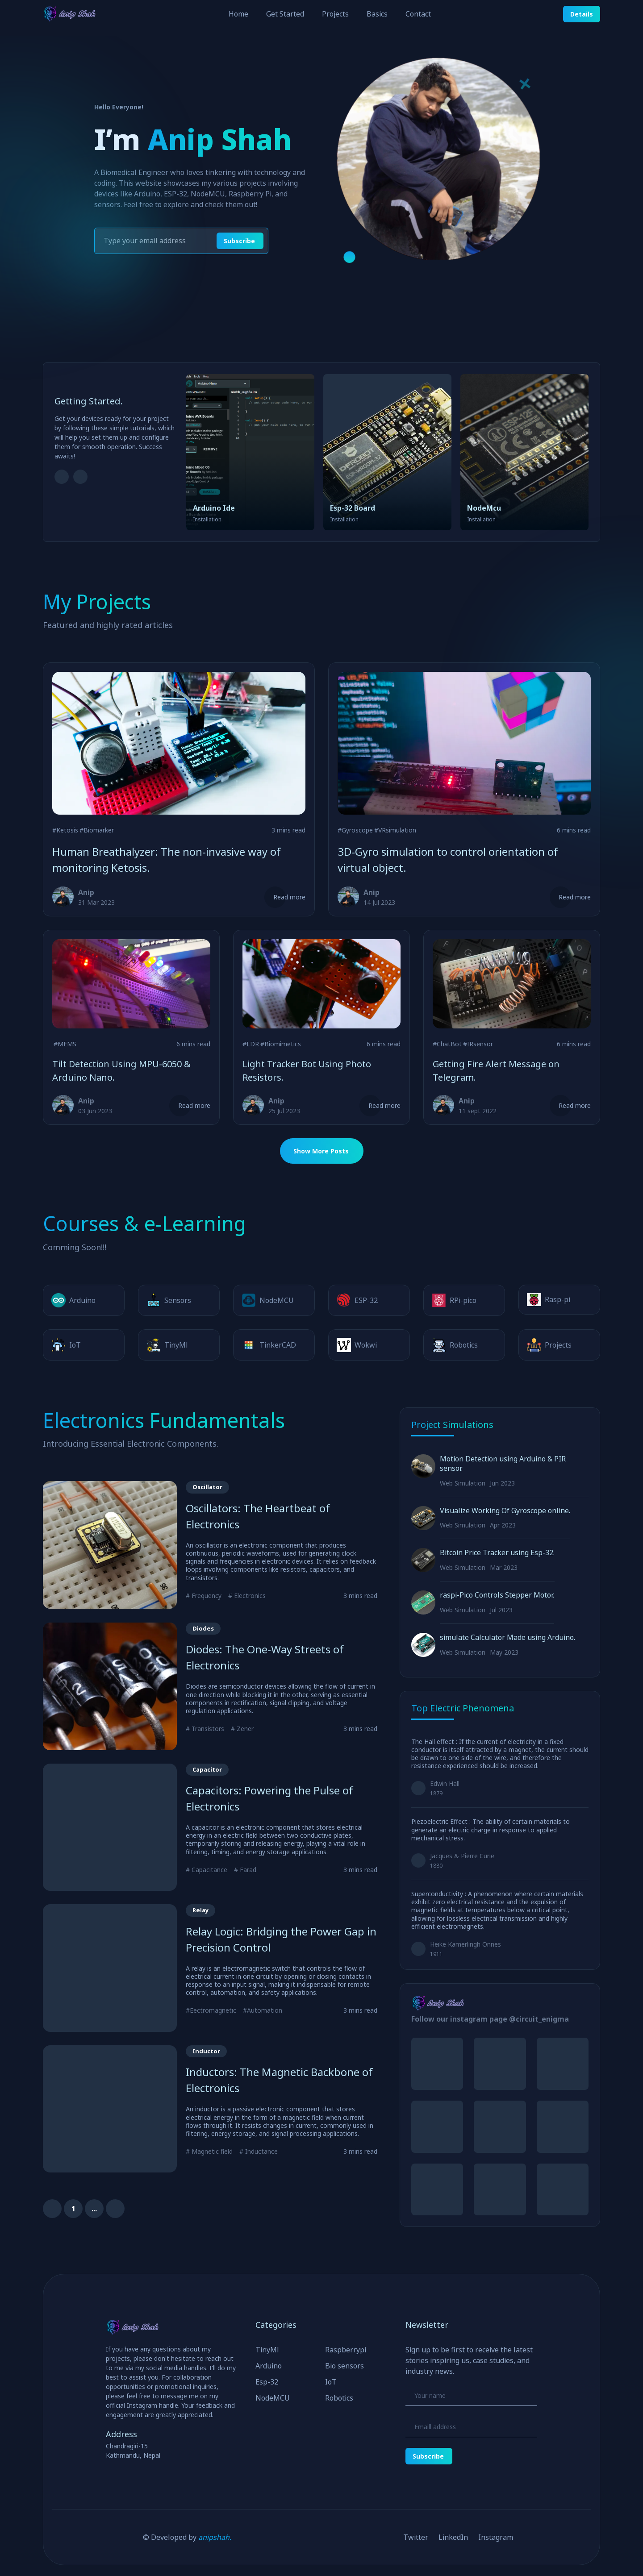 Anip Shah
Home
Get Started
Projects
Basics
Contact
Details
Hello Everyone!
I'm Anip Shah
A Biomedical Engineer who loves tinkering with technology and
coding. This website showcases my various projects involving
devices like Arduino, ESP-32, NodeMCU, Raspberry Pi, and
sensors. Feel free to explore and check them out!
Type your email address
Subscribe
Getting Started.
Get your devices ready for your project
by following these simple tutorials, which
will help you set them up and configure
them for smooth operation. Success
awaits!
Arduino Ide
Installation
Esp-32 Board
Installation
NodeMcu
Installation
My Projects
Featured and highly rated articles
#Ketosis #Biomarker
3 mins read
Human Breathalyzer: The non-invasive way of
monitoring Ketosis.
Anip
31 Mar 2023
Read more
#Gyroscope #VRsimulation
6 mins read
3D-Gyro simulation to control orientation of
virtual object.
Anip
14 Jul 2023
Read more
#MEMS
6 mins read
Tilt Detection Using MPU-6050 &
Arduino Nano.
Anip
03 Jun 2023
Read more
#LDR #Biomimetics
6 mins read
Light Tracker Bot Using Photo
Resistors.
Anip
25 Jul 2023
Read more
#ChatBot #IRsensor
6 mins read
Getting Fire Alert Message on
Telegram.
Anip
11 sept 2022
Read more
Show More Posts
Courses & e-Learning
Comming Soon!!!
Arduino
Sensors
NodeMCU
ESP-32
RPi-pico
Rasp-pi
IoT
TinyMl
TinkerCAD
Wokwi
Robotics
Projects
Electronics Fundamentals
Introducing Essential Electronic Components.
Oscillator
Oscillators: The Heartbeat of
Electronics
An oscillator is an electronic component that produces
continuous, periodic waveforms, used for generating clock
signals and frequencies in electronic devices. It relies on feedback
loops involving components like resistors, capacitors, and
transistors.
# Frequency # Electronics
3 mins read
Diodes
Diodes: The One-Way Streets of
Electronics
Diodes are semiconductor devices allowing the flow of current in
one direction while blocking it in the other, serving as essential
components in rectification, signal clipping, and voltage
regulation applications.
# Transistors # Zener
3 mins read
Capacitor
Capacitors: Powering the Pulse of
Electronics
A capacitor is an electronic component that stores electrical
energy in an electric field between two conductive plates,
temporarily storing and releasing energy, playing a vital role in
filtering, timing, and energy storage applications.
# Capacitance # Farad
3 mins read
Relay
Relay Logic: Bridging the Power Gap in
Precision Control
A relay is an electromagnetic switch that controls the flow of
electrical current in one circuit by opening or closing contacts in
response to an input signal, making it indispensable for remote
control, automation, and safety applications.
#Eectromagnetic #Automation
3 mins read
Inductor
Inductors: The Magnetic Backbone of
Electronics
An inductor is a passive electronic component that stores
electrical energy in the form of a magnetic field when current
flows through it. It resists changes in current, commonly used in
filtering, energy storage, and signal processing applications.
# Magnetic field # Inductance
3 mins read
1
...
Project Simulations
Motion Detection using Arduino & PIR
sensor.
Web Simulation Jun 2023
Visualize Working Of Gyroscope online.
Web Simulation Apr 2023
Bitcoin Price Tracker using Esp-32.
Web Simulation Mar 2023
raspi-Pico Controls Stepper Motor.
Web Simulation Jul 2023
simulate Calculator Made using Arduino.
Web Simulation May 2023
Top Electric Phenomena
The Hall effect : If the current of electricity in a fixed
conductor is itself attracted by a magnet, the current should
be drawn to one side of the wire, and therefore the
resistance experienced should be increased.
Edwin Hall
1879
Piezoelectric Effect : The ability of certain materials to
generate an electric charge in response to applied
mechanical stress.
Jacques & Pierre Curie
1880
Superconductivity : A phenomenon where certain materials
exhibit zero electrical resistance and the expulsion of
magnetic fields at temperatures below a critical point,
allowing for lossless electrical transmission and highly
efficient electromagnets.
Heike Kamerlingh Onnes
1911
Anip Shah
Follow our instagram page @circuit_enigma
Anip Shah
If you have any questions about my
projects, please don't hesitate to reach out
to me via my social media handles. I'll do my
best to assist you. For collaboration
opportunities or promotional inquiries,
please feel free to message me on my
official Instagram handle. Your feedback and
engagement are greatly appreciated.
Address
Chandragiri-15
Kathmandu, Nepal
Categories
TinyMl
Arduino
Esp-32
NodeMCU
Raspberrypi
Bio sensors
IoT
Robotics
Newsletter
Sign up to be first to receive the latest
stories inspiring us, case studies, and
industry news.
Your name
Emaill address
Subscribe
© Developed by anipshah.
Twitter
LinkedIn
Instagram